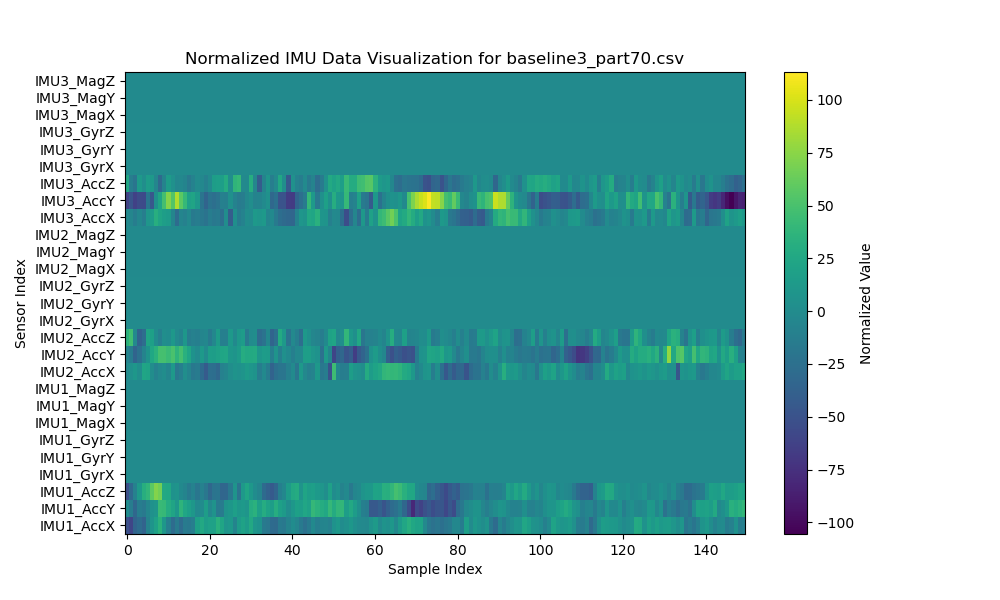 Normalized IMU Data Visualization for baseline3_part70.csv
IMU3_MagZ
IMU3_MagY
IMU3_MagX
IMU3_GyrZ
IMU3_GyrY
IMU3_GyrX
IMU3_AccZ
IMU3_AccY
IMU3_AccX
IMU2_MagZ
IMU2_MagY
IMU2_MagX
IMU2_GyrZ
IMU2_GyrY
IMU2_GyrX
IMU2_AccZ
IMU2_AccY
IMU2_AccX
IMU1_MagZ
IMU1_MagY
IMU1_MagX
IMU1_GyrZ
IMU1_GyrY
IMU1_GyrX
IMU1_AccZ
IMU1_AccY
IMU1_AccX
Sensor Index
0 20 40 60 80 100 120 140
Sample Index
100
75
50
25
0
−25
−50
−75
−100
Normalized Value